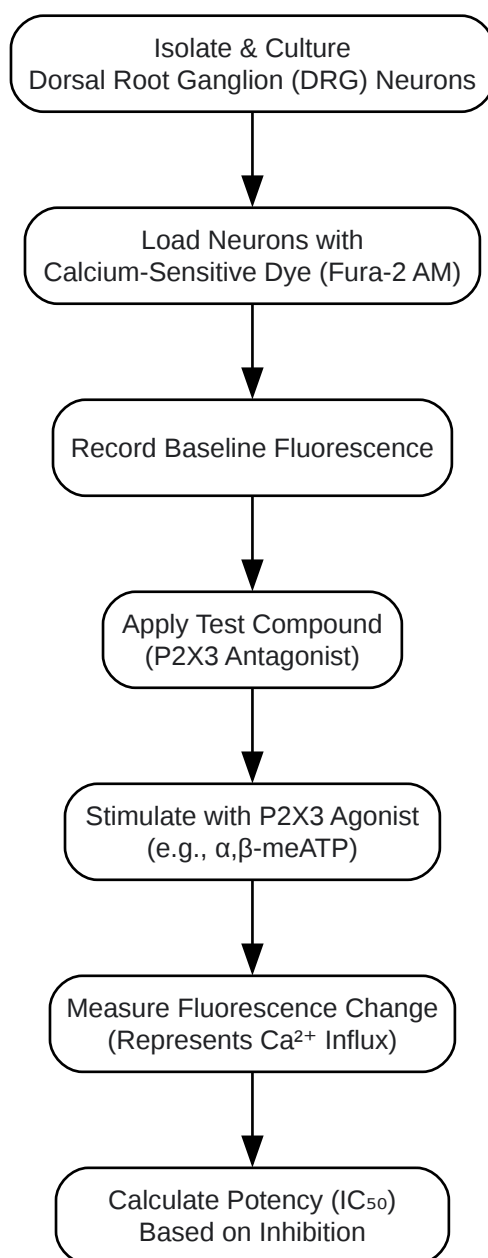 Isolate & Culture
Dorsal Root Ganglion (DRG) Neurons
Load Neurons with
Calcium-Sensitive Dye (Fura-2 AM)
Record Baseline Fluorescence
Apply Test Compound
(P2X3 Antagonist)
Stimulate with P2X3 Agonist
(e.g., α,β-meATP)
Measure Fluorescence Change
(Represents Ca²⁺ Influx)
Calculate Potency (IC₅₀)
Based on Inhibition